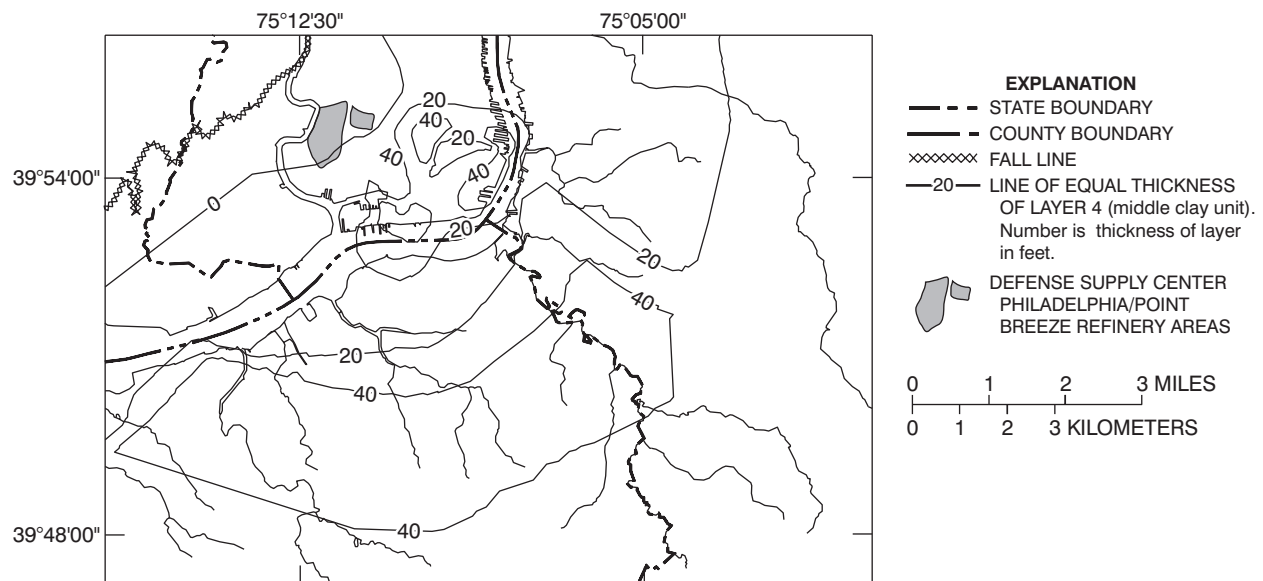 75°12'30"
75°05'00"
39°54'00"
39°48'00"
20
40
20
40
40
0
20
20
40
20
40
40
EXPLANATION
STATE BOUNDARY
COUNTY BOUNDARY
FALL LINE
20 LINE OF EQUAL THICKNESS
OF LAYER 4 (middle clay unit).
Number is thickness of layer
in feet.
DEFENSE SUPPLY CENTER
PHILADELPHIA/POINT
BREEZE REFINERY AREAS
0 1 2 3 MILES
0 1 2 3 KILOMETERS